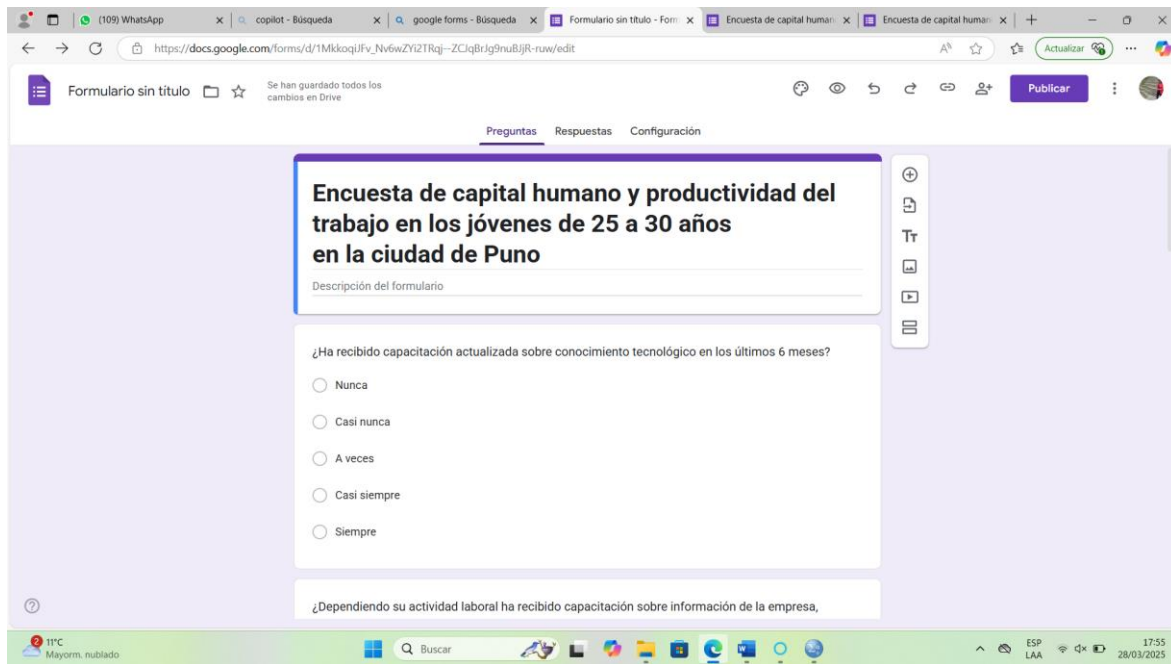 (109) WhatsApp
copilot - Búsqueda
google forms - Búsqueda
Formulario sin título - Form
Encuesta de capital human
Encuesta de capital human
https://docs.google.com/forms/d/1MkkoqiJFv_Nv6wZYi2TRqj--ZCJqBrJg9nuBJjR-ruw/edit
Actualizar
Formulario sin título
Se han guardado todos los
cambios en Drive
Publicar
Preguntas Respuestas Configuración
Encuesta de capital humano y productividad del
trabajo en los jóvenes de 25 a 30 años
en la ciudad de Puno
Descripción del formulario
¿Ha recibido capacitación actualizada sobre conocimiento tecnológico en los últimos 6 meses?
Nunca
Casi nunca
A veces
Casi siempre
Siempre
¿Dependiendo su actividad laboral ha recibido capacitación sobre información de la empresa,
2
11°C
Mayorm. nublado
Buscar
ESP
LAA
17:55
28/03/2025